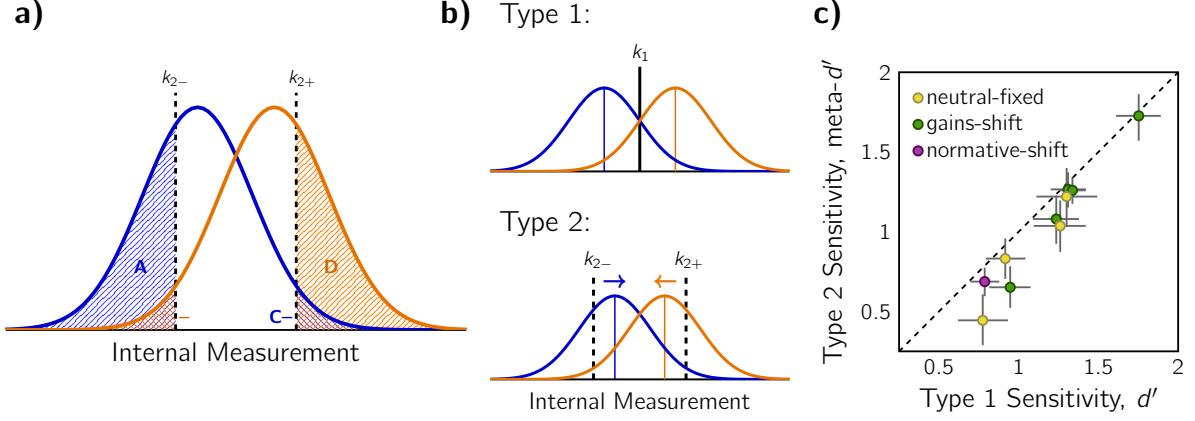 a)
k2−
k2+
A
D
–
C–
Internal Measurement
b)
Type 1:
k1
Type 2:
k2−
k2+
→
←
Internal Measurement
c)
Type 2 Sensitivity, meta-d′
2
1.5
1
0.5
neutral-fixed
gains-shift
normative-shift
0.5 1 1.5 2
Type 1 Sensitivity, d′